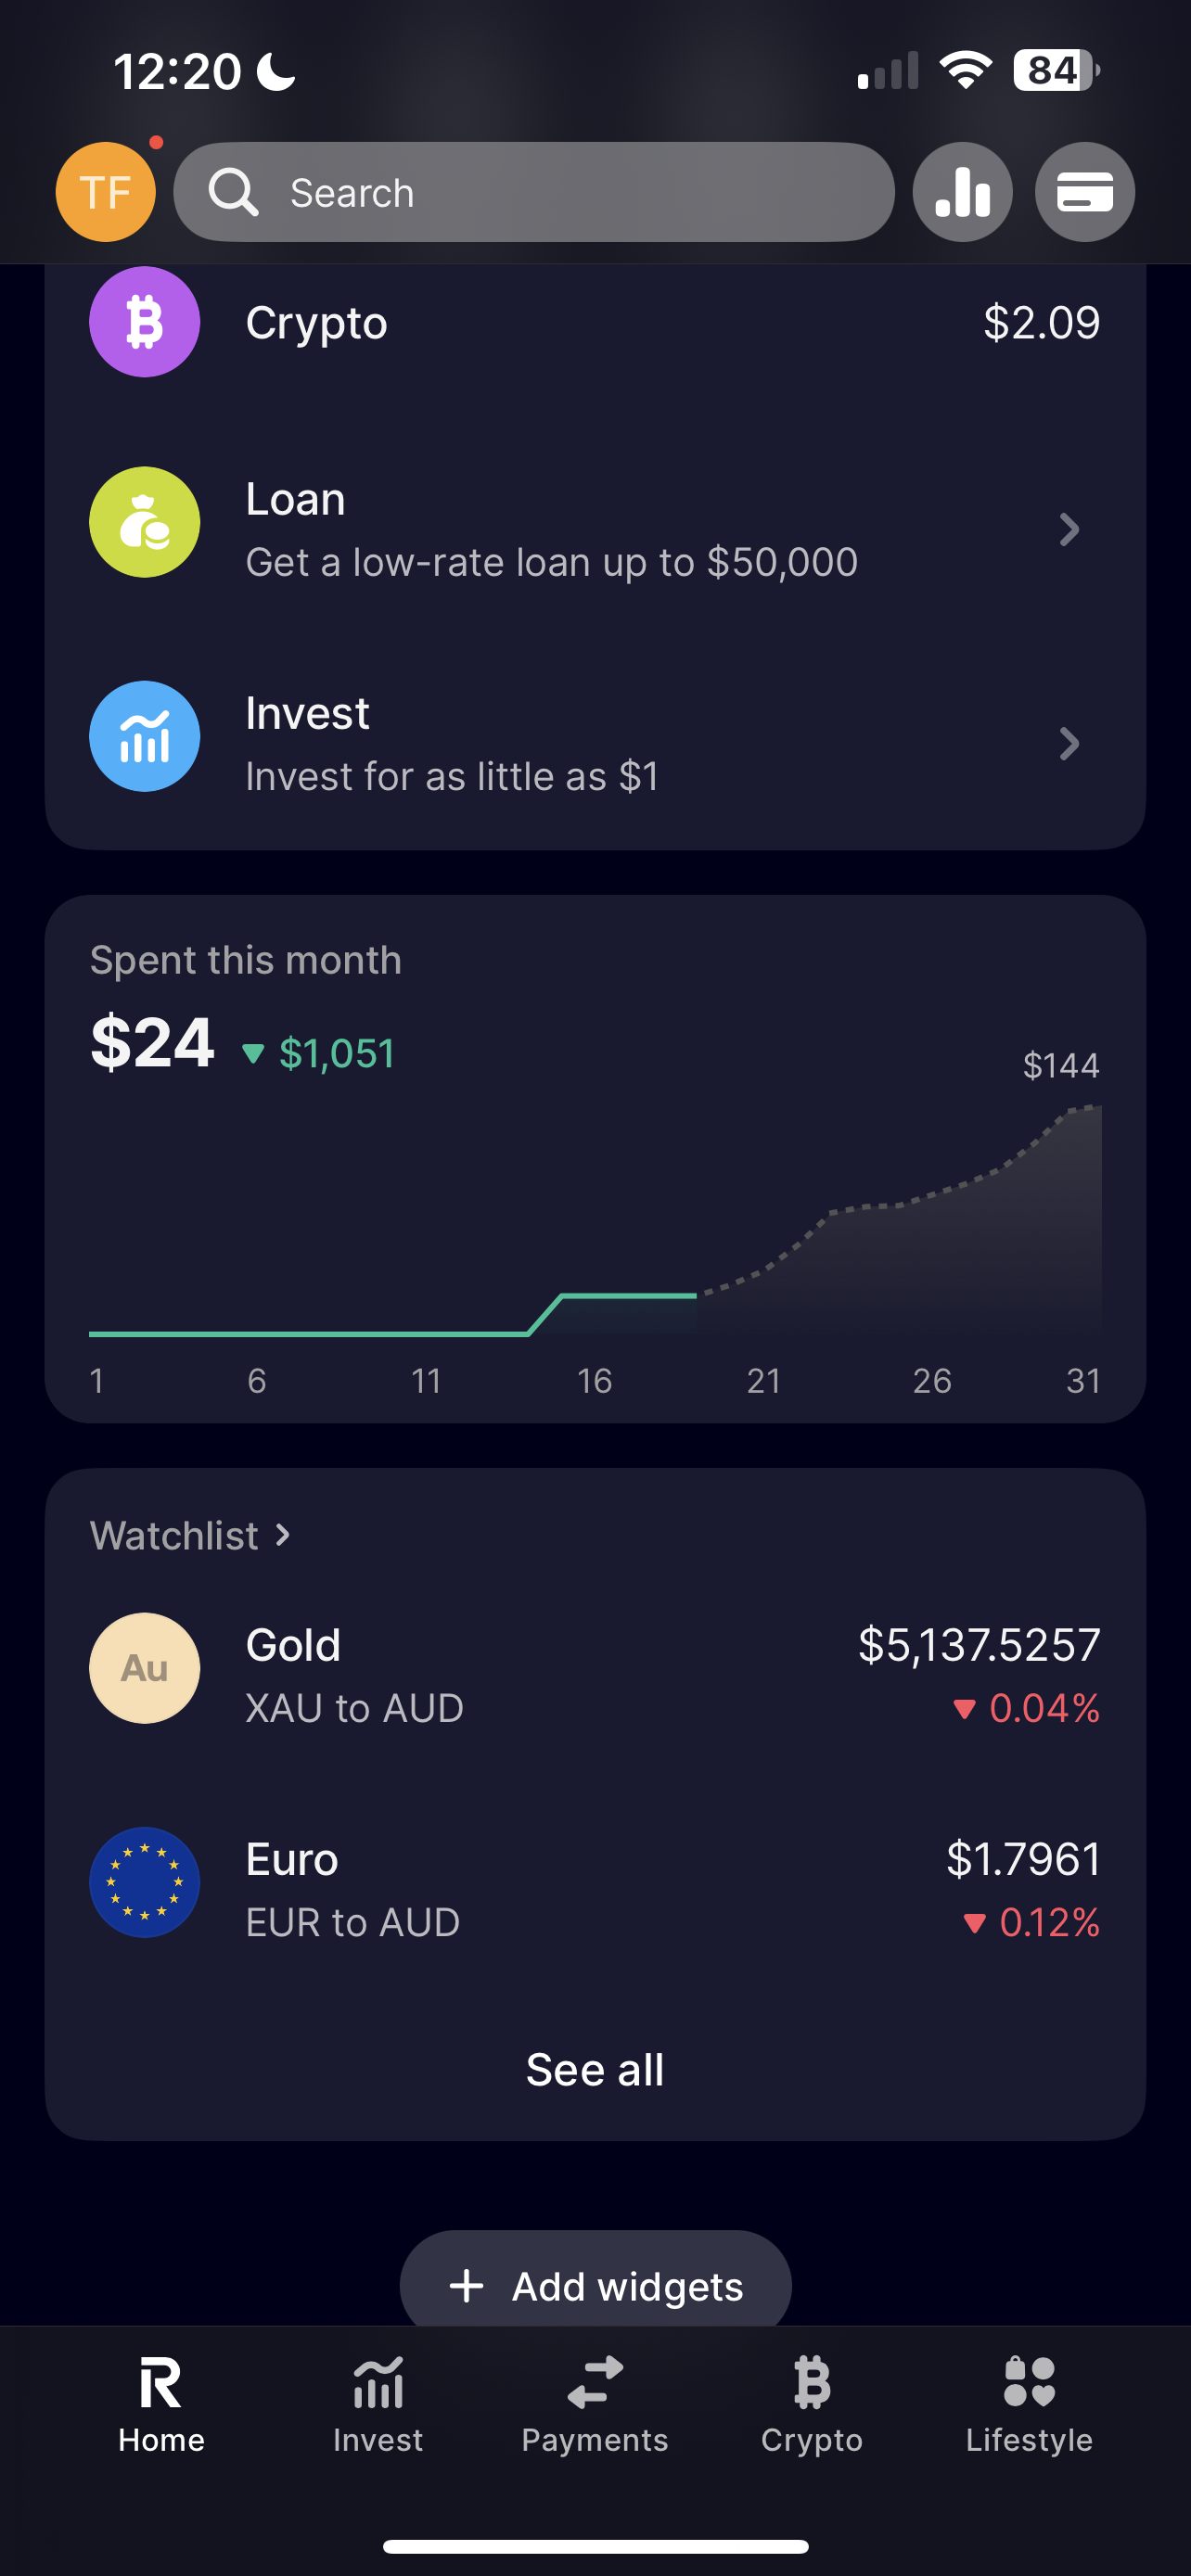 12:20
84
TF
Search
Crypto
$2.09
Loan
Get a low-rate loan up to $50,000
Invest
Invest for as little as $1
Spent this month
$24 ▼ $1,051
$144
1 6 11 16 21 26 31
Watchlist >
Au
Gold
$5,137.5257
XAU to AUD
▼ 0.04%
Euro
$1.7961
EUR to AUD
▼ 0.12%
See all
+ Add widgets
Home Invest Payments Crypto Lifestyle